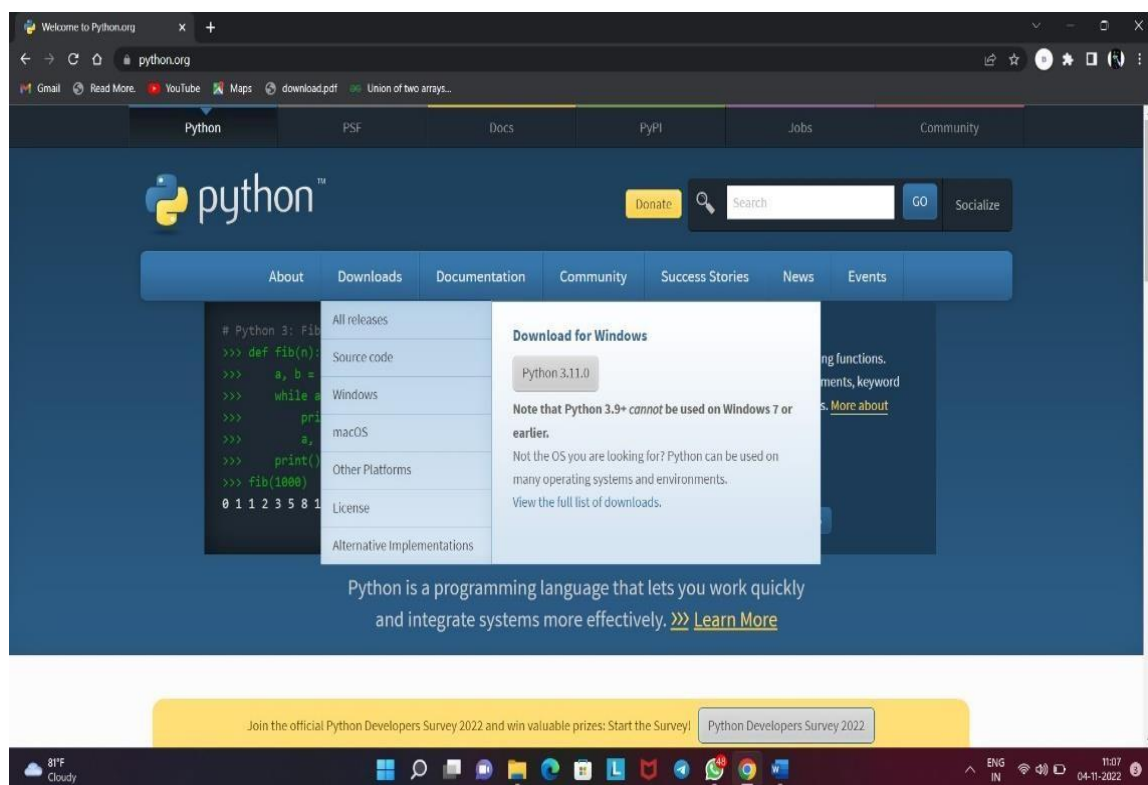 Welcome to Python.org
python.org
Gmail Read More. YouTube Maps download.pdf Union of two arrays...
Python PSF Docs PyPI Jobs Community
python™
Donate Search GO Socialize
About Downloads Documentation Community Success Stories News Events
# Python 3: Fib
>>> def fib(n):
>>> a, b =
>>> while a
>>> pri
>>> a,
>>> print()
>>> fib(1000)
0 1 1 2 3 5 8 1
All releases
Source code
Windows
macOS
Other Platforms
License
Alternative Implementations
Download for Windows
Python 3.11.0
Note that Python 3.9+ cannot be used on Windows 7 or
earlier.
Not the OS you are looking for? Python can be used on
many operating systems and environments.
View the full list of downloads.
ng functions.
ments, keyword
s. More about
Python is a programming language that lets you work quickly
and integrate systems more effectively. >>> Learn More
Join the official Python Developers Survey 2022 and win valuable prizes: Start the Survey! Python Developers Survey 2022
81°F
Cloudy
48
ENG
IN
11:07
04-11-2022
3